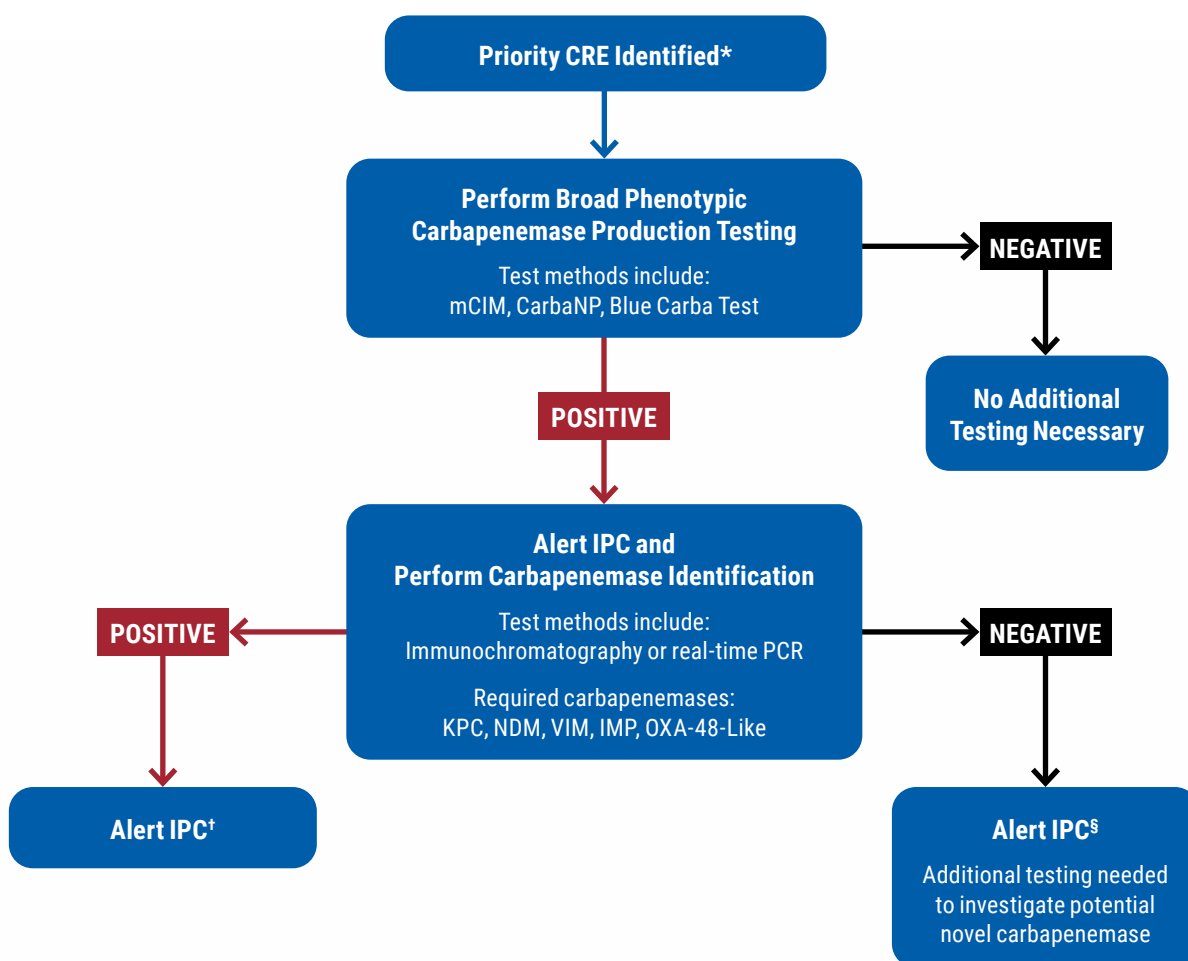 Priority CRE Identified*
Perform Broad Phenotypic
Carbapenemase Production Testing
Test methods include:
mCIM, CarbaNP, Blue Carba Test
NEGATIVE
No Additional
Testing Necessary
POSITIVE
Alert IPC and
Perform Carbapenemase Identification
Test methods include:
Immunochromatography or real-time PCR
Required carbapenemases:
KPC, NDM, VIM, IMP, OXA-48-Like
POSITIVE
NEGATIVE
Alert IPC†
Alert IPC§
Additional testing needed
to investigate potential
novel carbapenemase